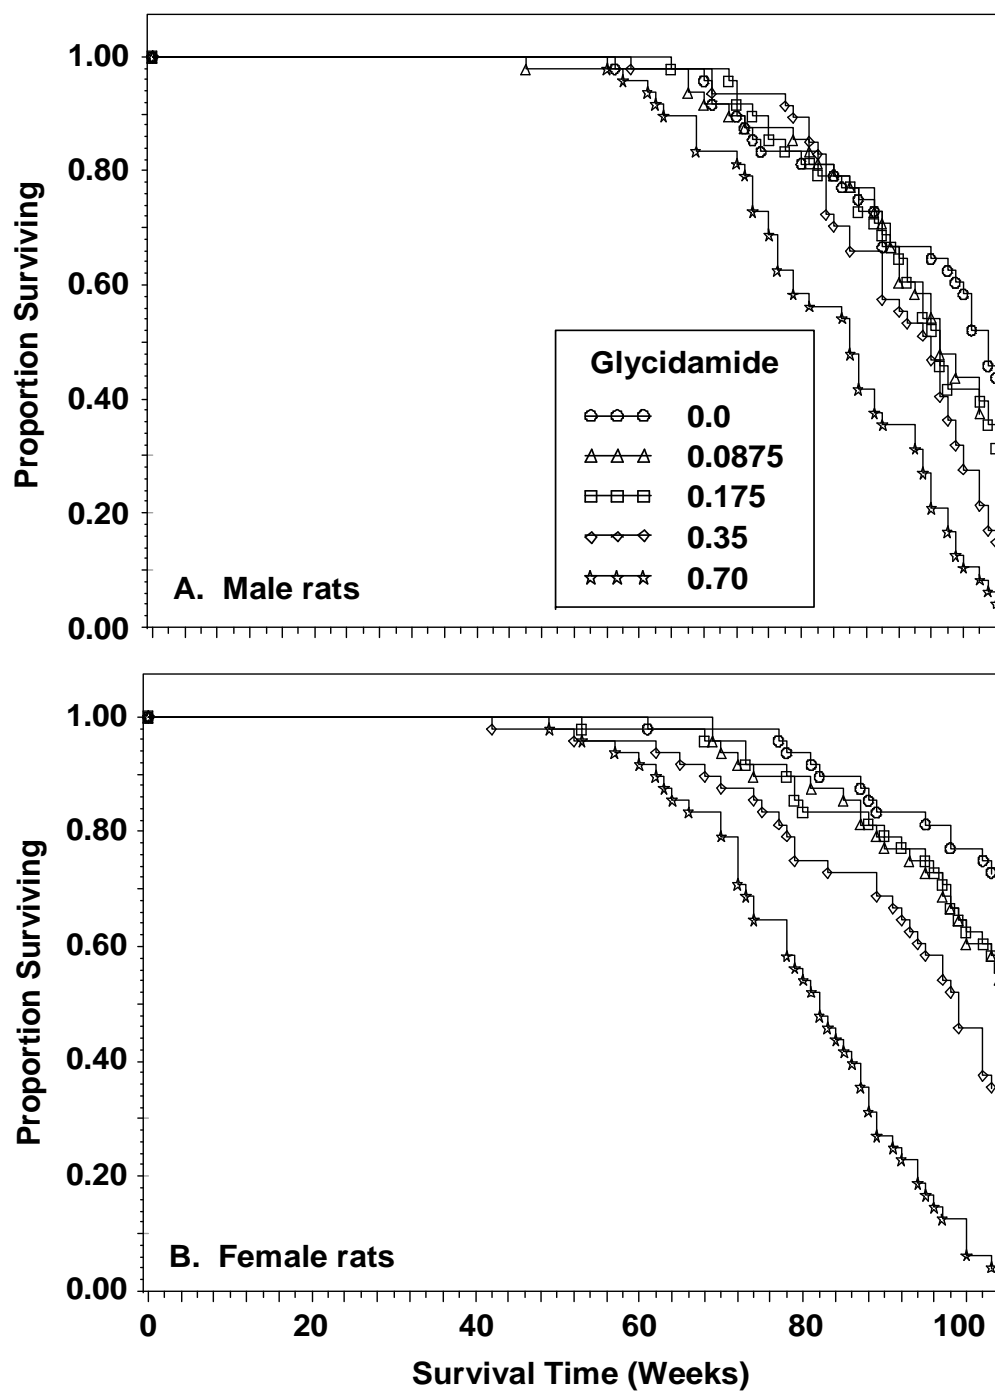 1.00
0.80
0.60
0.40
0.20
0.00
Proportion Surviving
Glycidamide
0.0
0.0875
0.175
0.35
0.70
A. Male rats
1.00
0.80
0.60
0.40
0.20
0.00
Proportion Surviving
B. Female rats
0 20 40 60 80 100
Survival Time (Weeks)